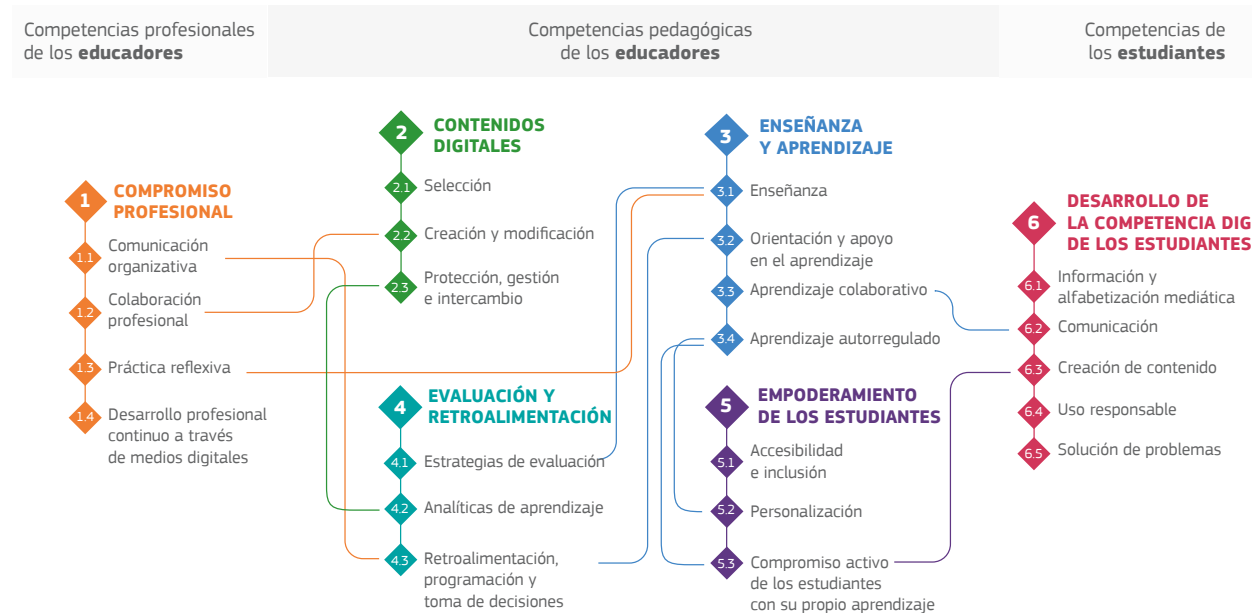 Competencias profesionales
de los educadores
Competencias pedagógicas
de los educadores
Competencias de
los estudiantes
1
COMPROMISO
PROFESIONAL
1.1
Comunicación
organizativa
1.2
Colaboración
profesional
1.3
Práctica reflexiva
1.4
Desarrollo profesional
continuo a través
de medios digitales
2
CONTENIDOS
DIGITALES
2.1
Selección
2.2
Creación y modificación
2.3
Protección, gestión
e intercambio
3
ENSEÑANZA
Y APRENDIZAJE
3.1
Enseñanza
3.2
Orientación y apoyo
en el aprendizaje
3.3
Aprendizaje colaborativo
3.4
Aprendizaje autorregulado
4
EVALUACIÓN Y
RETROALIMENTACIÓN
4.1
Estrategias de evaluación
4.2
Analíticas de aprendizaje
4.3
Retroalimentación,
programación y
toma de decisiones
5
EMPODERAMIENTO
DE LOS ESTUDIANTES
5.1
Accesibilidad
e inclusión
5.2
Personalización
5.3
Compromiso activo
de los estudiantes
con su propio aprendizaje
6
DESARROLLO DE
LA COMPETENCIA DIG
DE LOS ESTUDIANTES
6.1
Información y
alfabetización mediática
6.2
Comunicación
6.3
Creación de contenido
6.4
Uso responsable
6.5
Solución de problemas